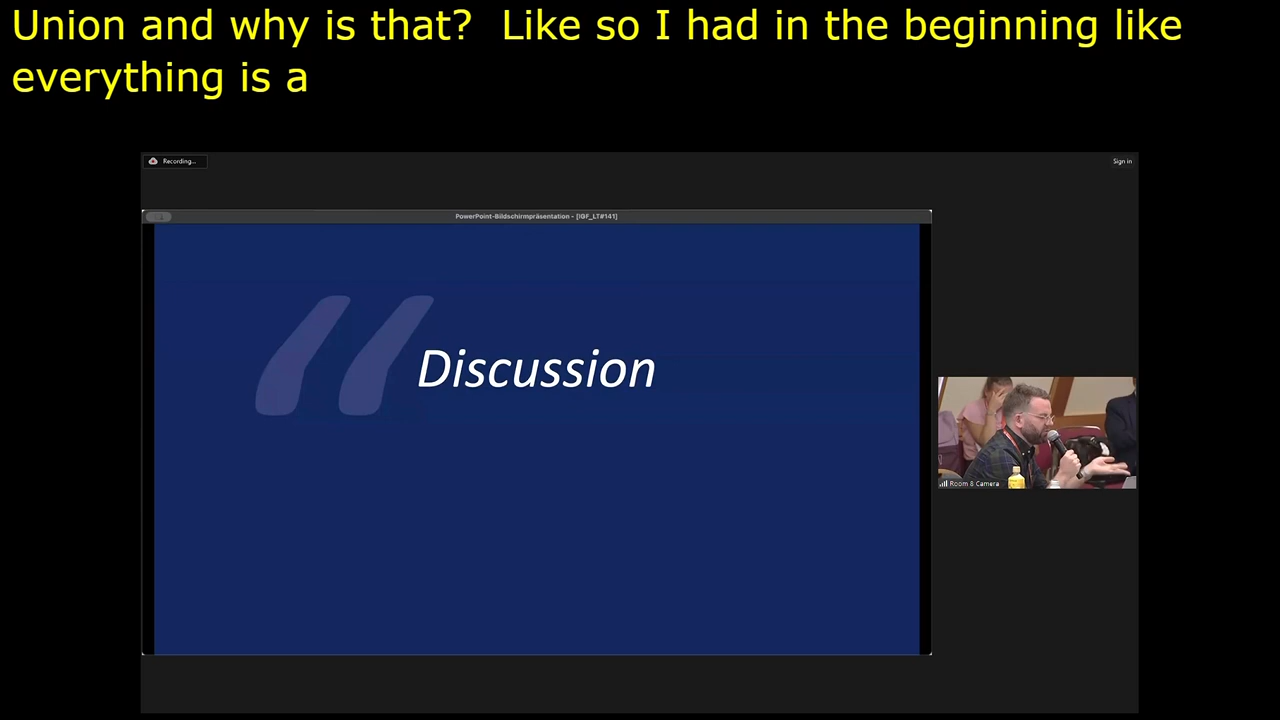 Union and why is that?  Like so I had in the beginning like
everything is a
Recording...
Sign in
PowerPoint-Bildschirmpräsentation - [IGF_LT#141]
Discussion
Room 8 Camera